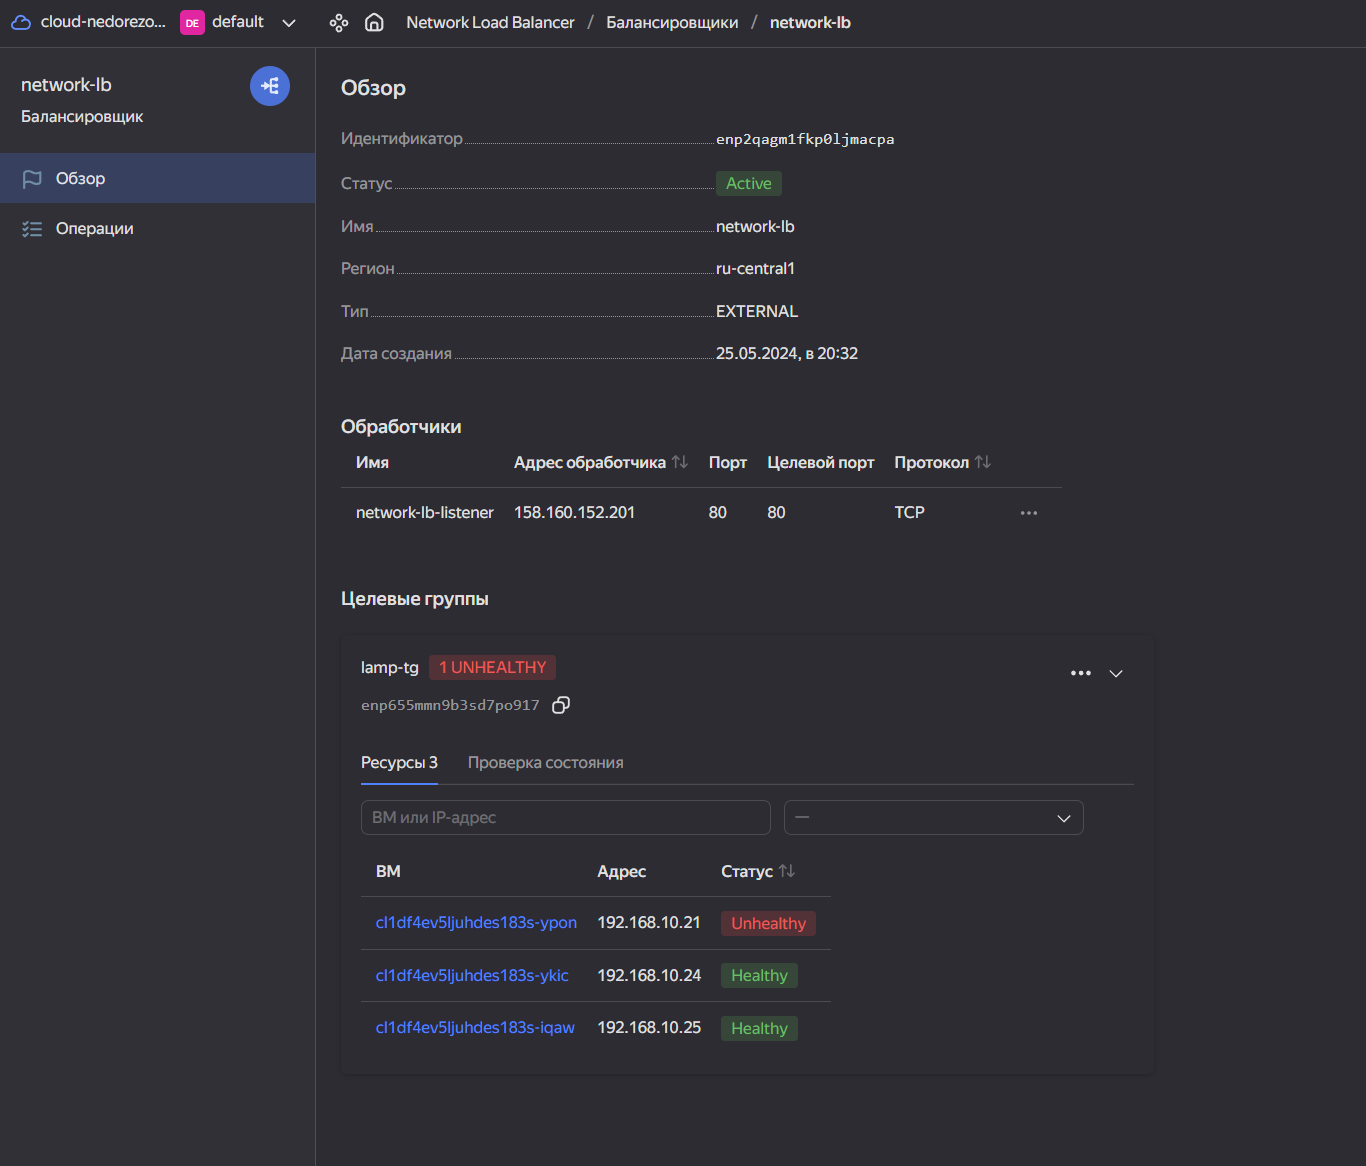 cloud-nedorezo... DE default Network Load Balancer / Балансировщики / network-lb
network-lb
Балансировщик
Обзор
Операции
Обзор
Идентификатор enp2qagm1fkp0ljmacpa
Статус Active
Имя network-lb
Регион ru-central1
Тип EXTERNAL
Дата создания 25.05.2024, в 20:32
Обработчики
Имя Адрес обработчика Порт Целевой порт Протокол
network-lb-listener 158.160.152.201 80 80 TCP
Целевые группы
lamp-tg 1 UNHEALTHY
enp655mmn9b3sd7po917
Ресурсы 3 Проверка состояния
ВМ или IP-адрес —
ВМ Адрес Статус
cl1df4ev5ljuhdes183s-ypon 192.168.10.21 Unhealthy
cl1df4ev5ljuhdes183s-ykic 192.168.10.24 Healthy
cl1df4ev5ljuhdes183s-iqaw 192.168.10.25 Healthy